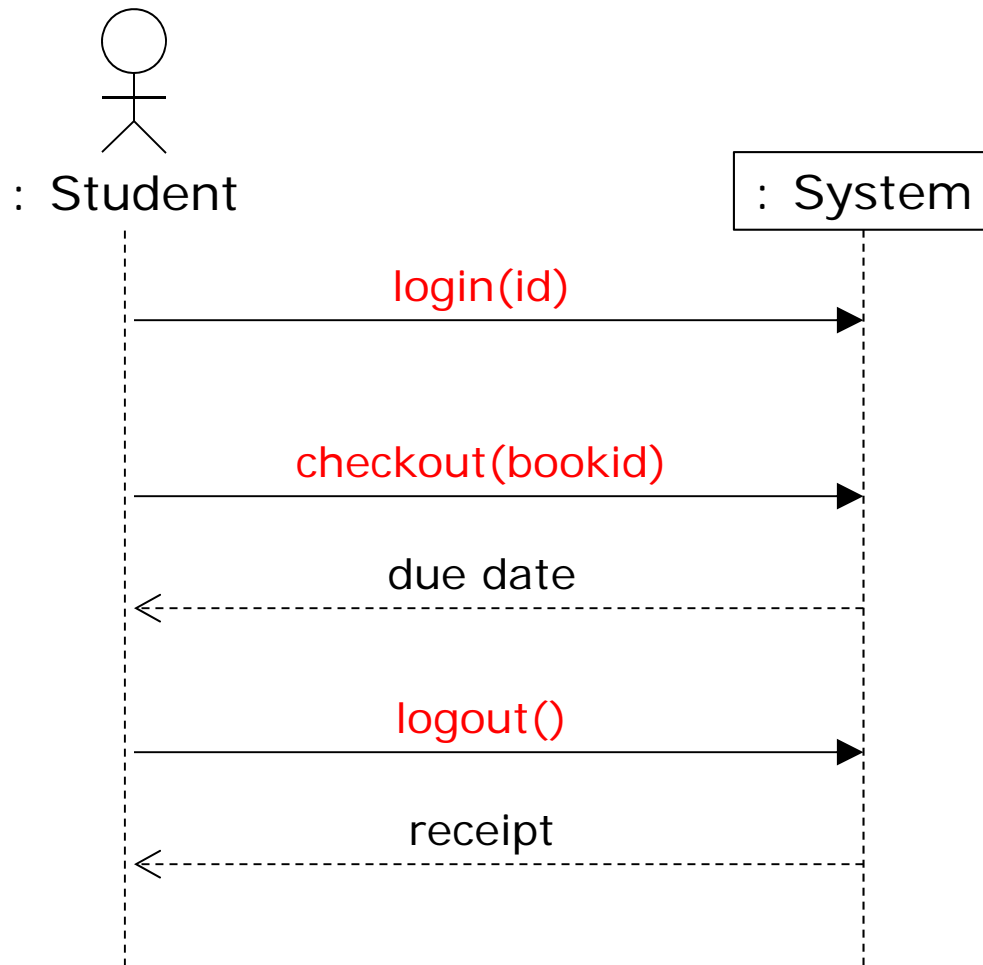 : Student
: System
login(id)
checkout(bookid)
due date
logout()
receipt